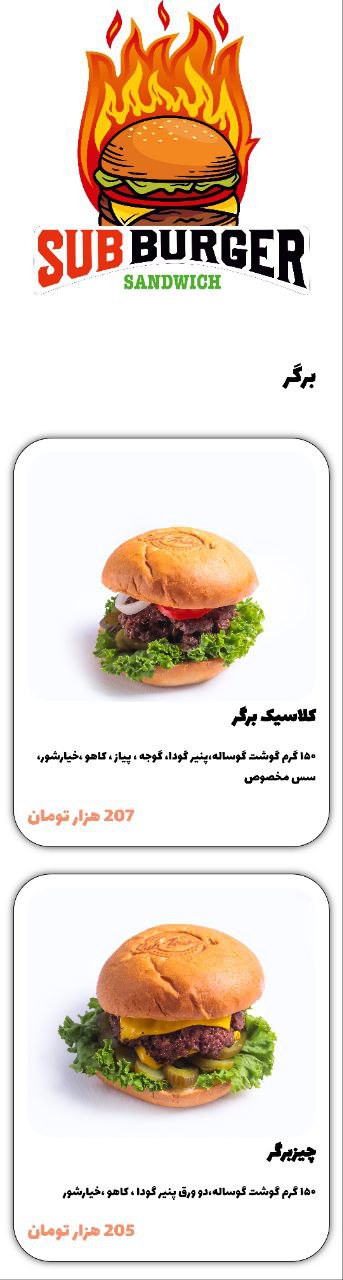 SUB BURGER
SANDWICH
برگر
کلاسیک برگر
۱۵۰ گرم گوشت گوساله،پنیر گودا، گوجه ، پیاز ، کاهو ،خیارشور،
سس مخصوص
207 هزار تومان
چیزبرگر
۱۵۰ گرم گوشت گوساله،دو ورق پنیر گودا ، کاهو ،خیارشور
205 هزار تومان